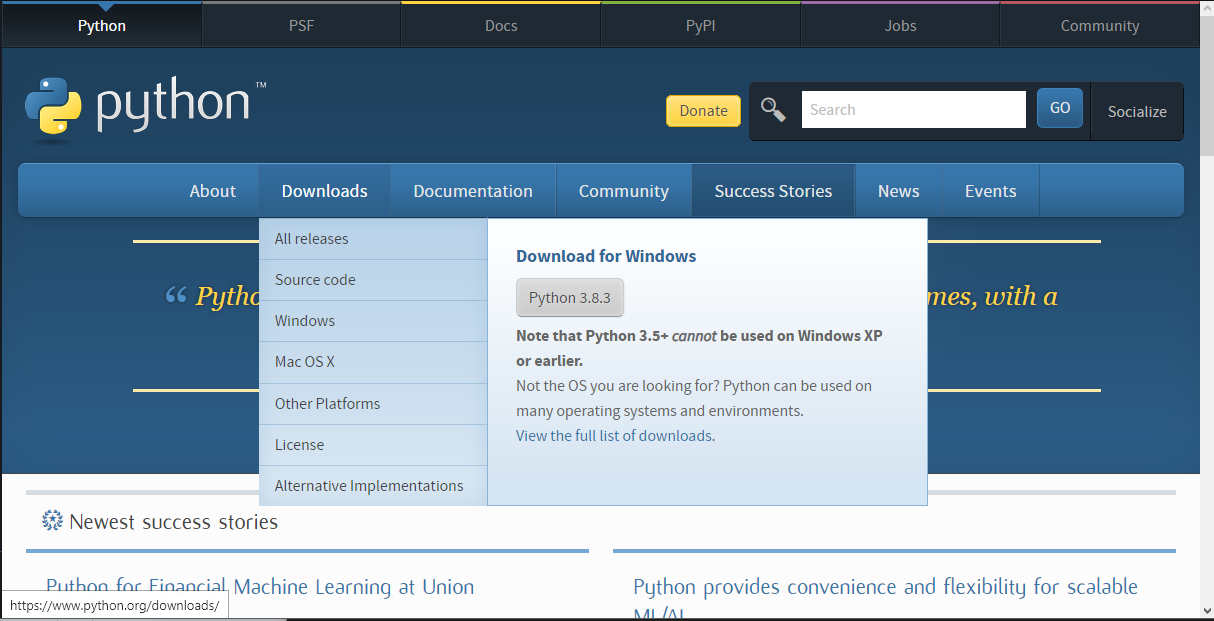 Python PSF Docs PyPI Jobs Community
python™
Donate Search GO Socialize
About Downloads Documentation Community Success Stories News Events
All releases
Source code
Windows
Mac OS X
Other Platforms
License
Alternative Implementations
Download for Windows
Python 3.8.3
Note that Python 3.5+ cannot be used on Windows XP
or earlier.
Not the OS you are looking for? Python can be used on
many operating systems and environments.
View the full list of downloads.
“ with a
Newest success stories
Python for Financial Machine Learning at Union
Python provides convenience and flexibility for scalable
ML/AI
https://www.python.org/downloads/